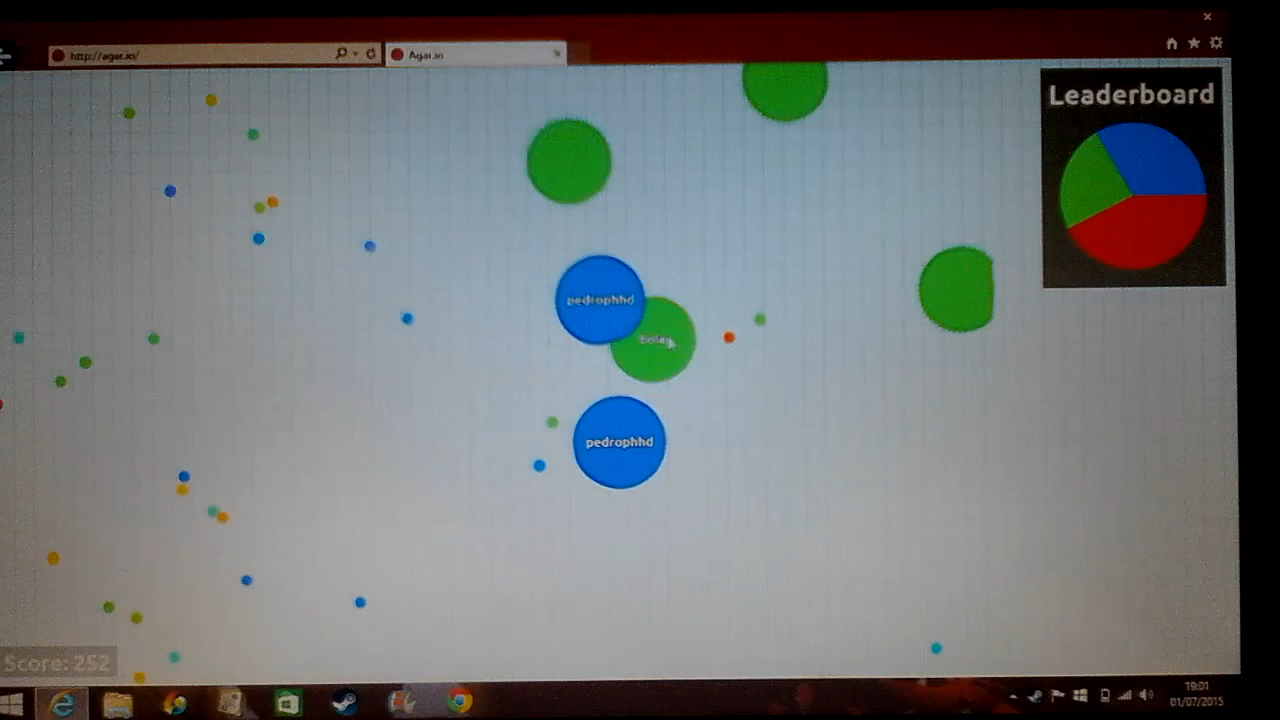 http://agar.io/
Agar.io
Leaderboard
pedrophhd
pedrophhd
Score: 252
19:01
01/07/2015